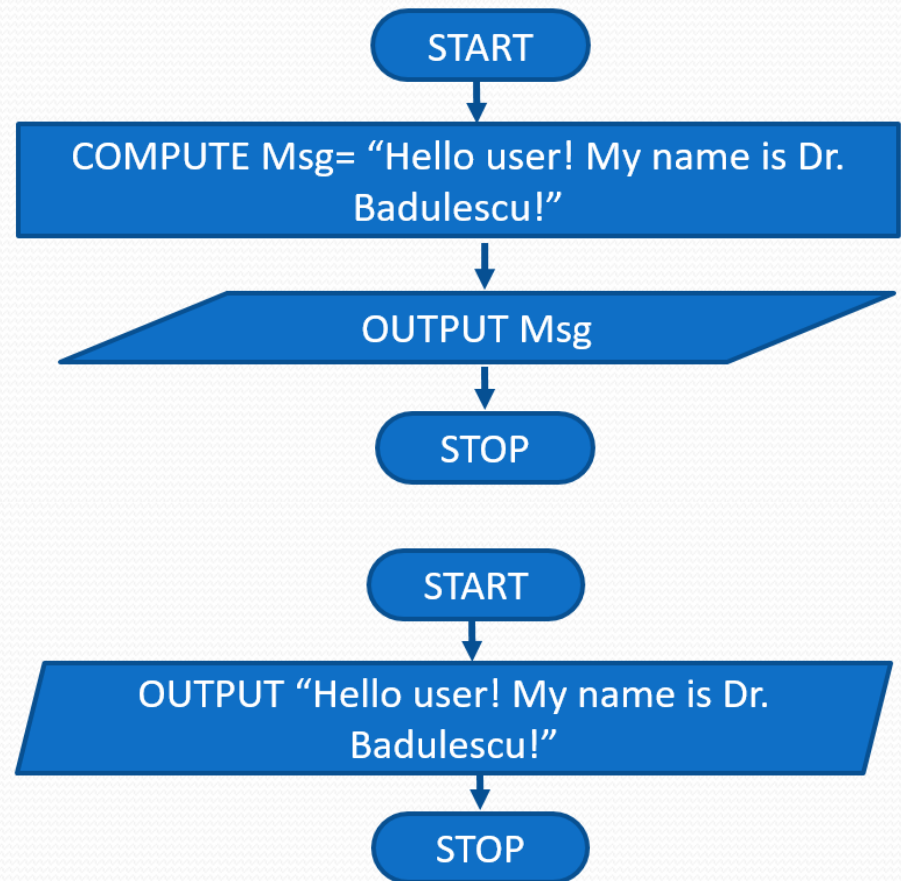 START
COMPUTE Msg= “Hello user! My name is Dr.
Badulescu!”
OUTPUT Msg
STOP
START
OUTPUT “Hello user! My name is Dr.
Badulescu!”
STOP